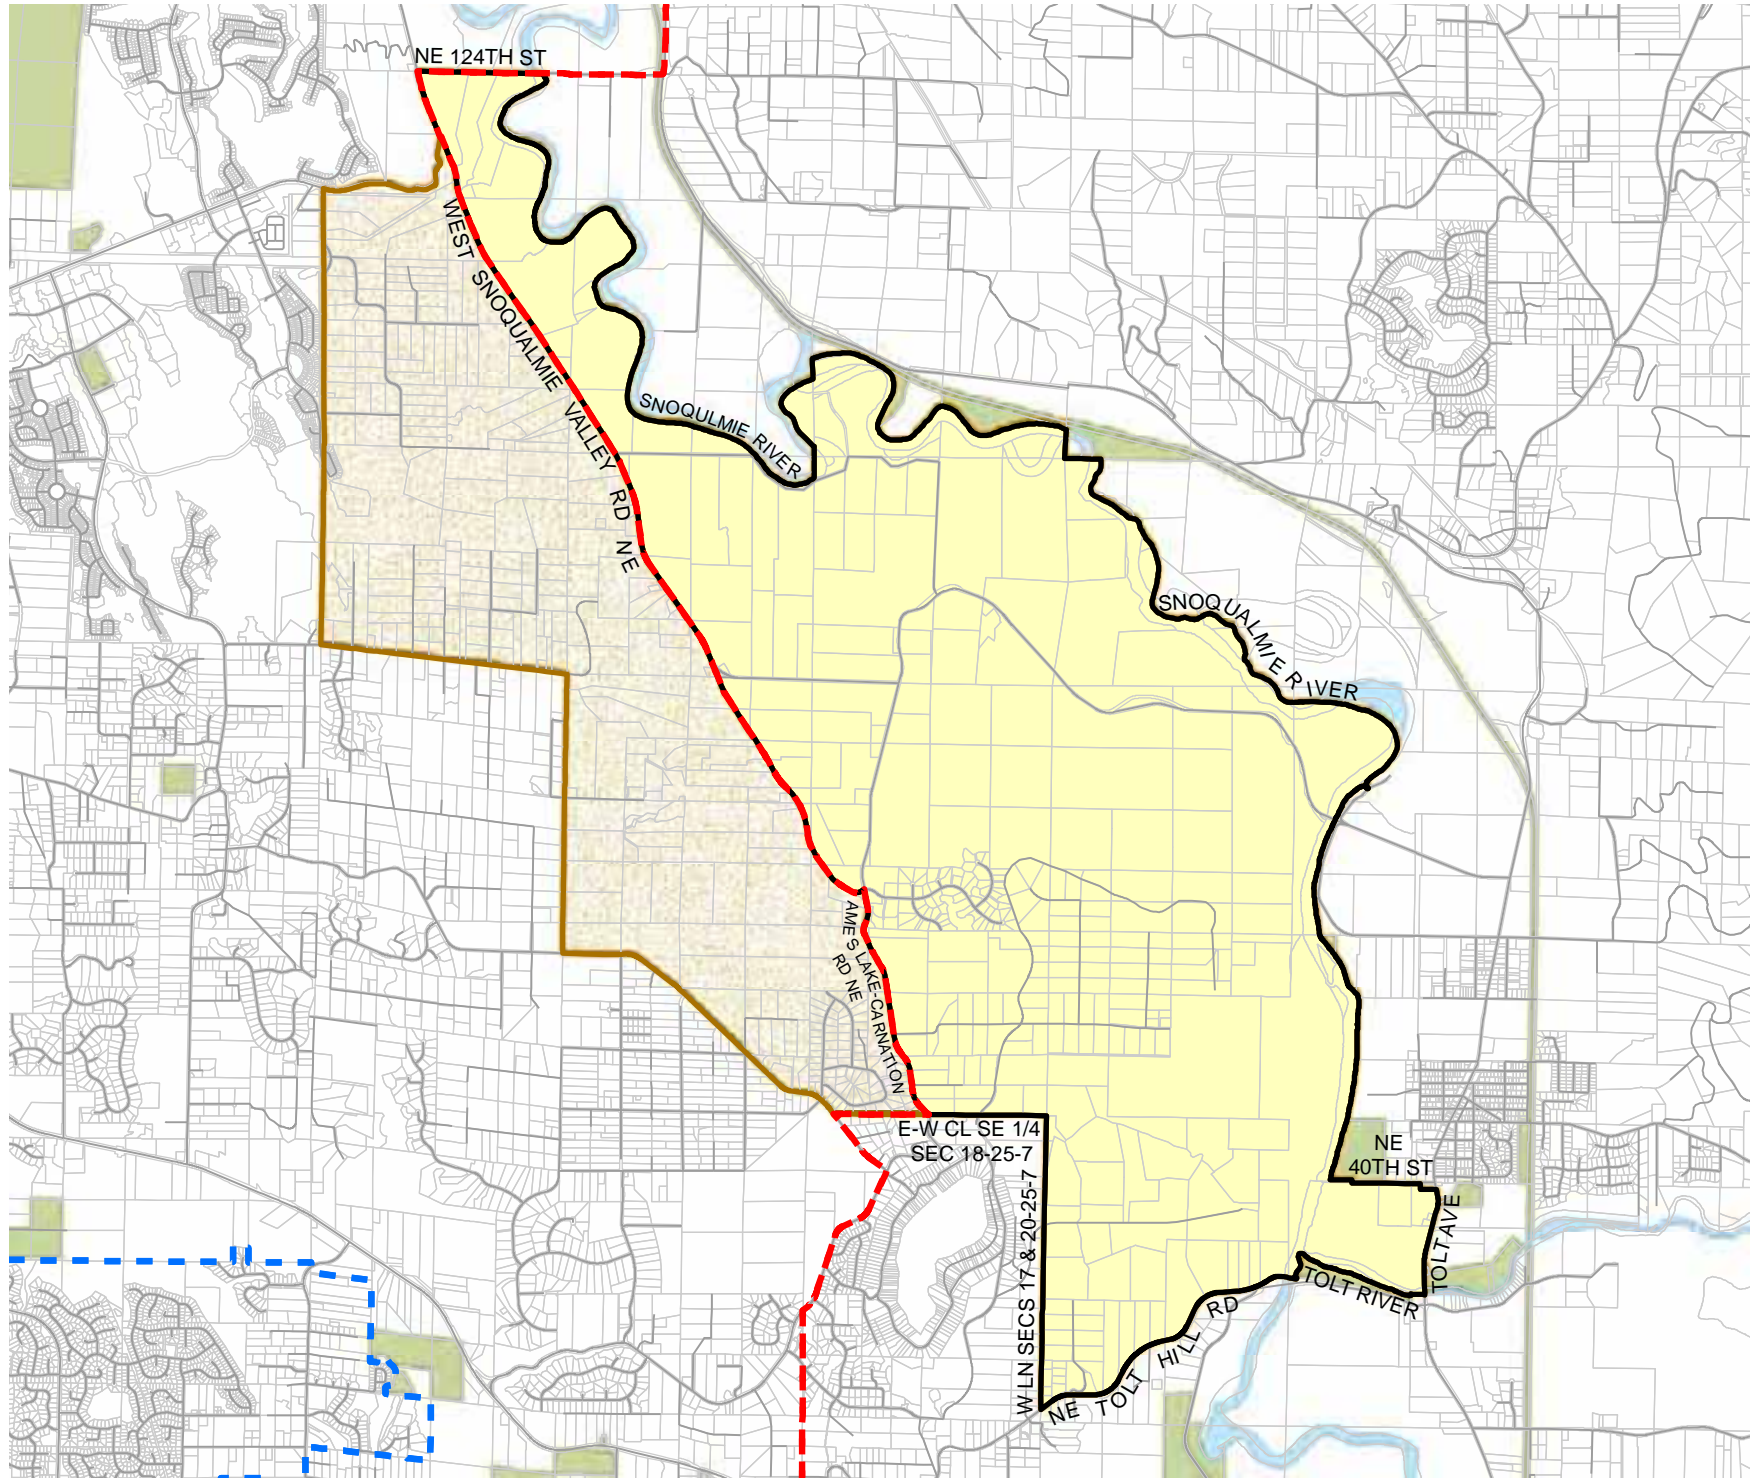 NE 124TH ST
WEST SNOQUALMIE VALLEY RD NE
SNOQULMIE RIVER
SNOQUALMIE RIVER
AMES LAKE-CARNATION
RD NE
E-W CL SE 1/4
SEC 18-25-7
W LN SECS 17 & 20-25-7
NE
40TH ST
TOLT AVE
TOLT RIVER
NE TOLT HILL RD